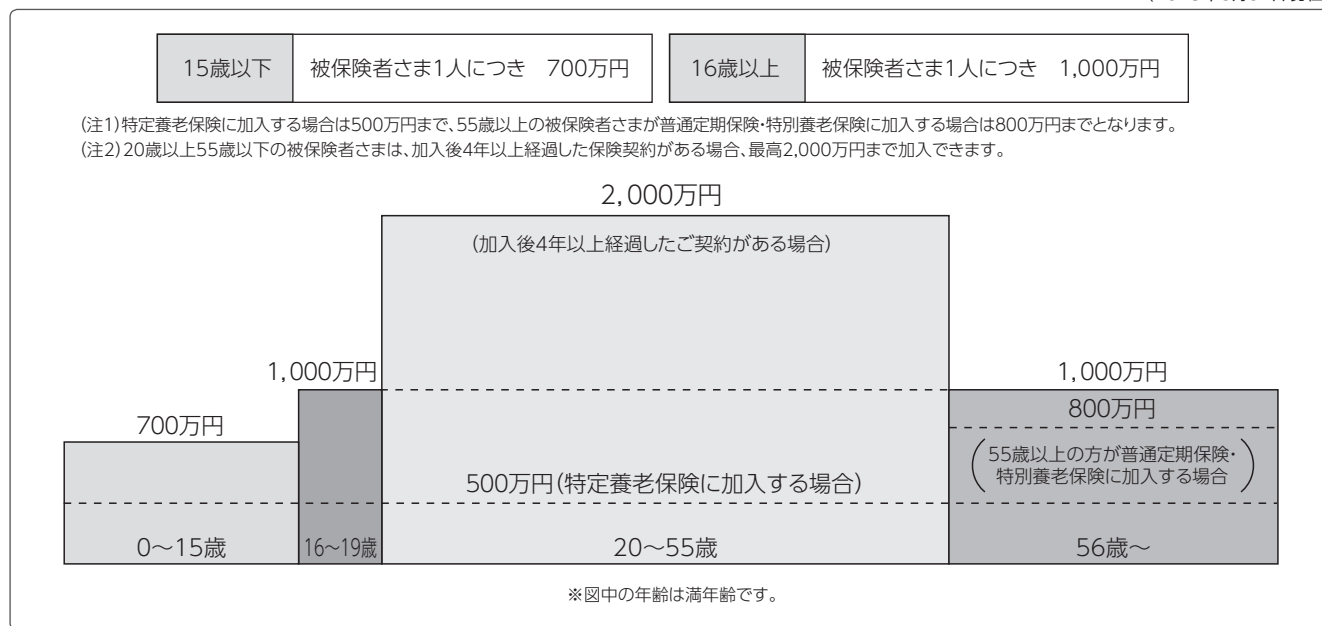 15歳以下 被保険者さま1人につき 700万円 16歳以上 被保険者さま1人につき 1,000万円
(注1)特定養老保険に加入する場合は500万円まで、55歳以上の被保険者さまが普通定期保険・特別養老保険に加入する場合は800万円までとなります。
(注2)20歳以上55歳以下の被保険者さまは、加入後4年以上経過した保険契約がある場合、最高2,000万円まで加入できます。
2,000万円
(加入後4年以上経過したご契約がある場合)
1,000万円 1,000万円
700万円 800万円
(55歳以上の方が普通定期保険・
特別養老保険に加入する場合)
500万円(特定養老保険に加入する場合)
0〜15歳 16〜19歳 20〜55歳 56歳〜
※図中の年齢は満年齢です。